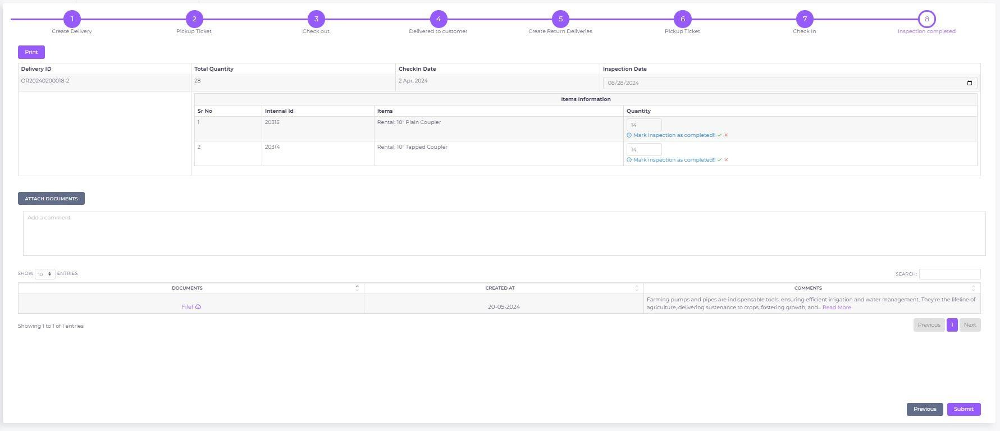 1 2 3 4 5 6 7 8
Create Delivery Pickup Ticket Check out Delivered to customer Create Return Deliveries Pickup Ticket Check In Inspection completed
Print
Delivery ID Total Quantity CheckIn Date Inspection Date
OR20240200018-2 28 2 Apr, 2024 08/28/2024
Items Information
Sr No Internal Id Items Quantity
1 20315 Rental: 10" Plain Coupler 14
Mark inspection as completed!!
2 20314 Rental: 10" Tapped Coupler 14
Mark inspection as completed!!
ATTACH DOCUMENTS
Add a comment
SHOW 10 ENTRIES SEARCH:
DOCUMENTS CREATED AT COMMENTS
File1 20-05-2024 Farming pumps and pipes are indispensable tools, ensuring efficient irrigation and water management. They're the lifeline of
agriculture, delivering sustenance to crops, fostering growth, and... Read More
Showing 1 to 1 of 1 entries Previous 1 Next
Previous Submit